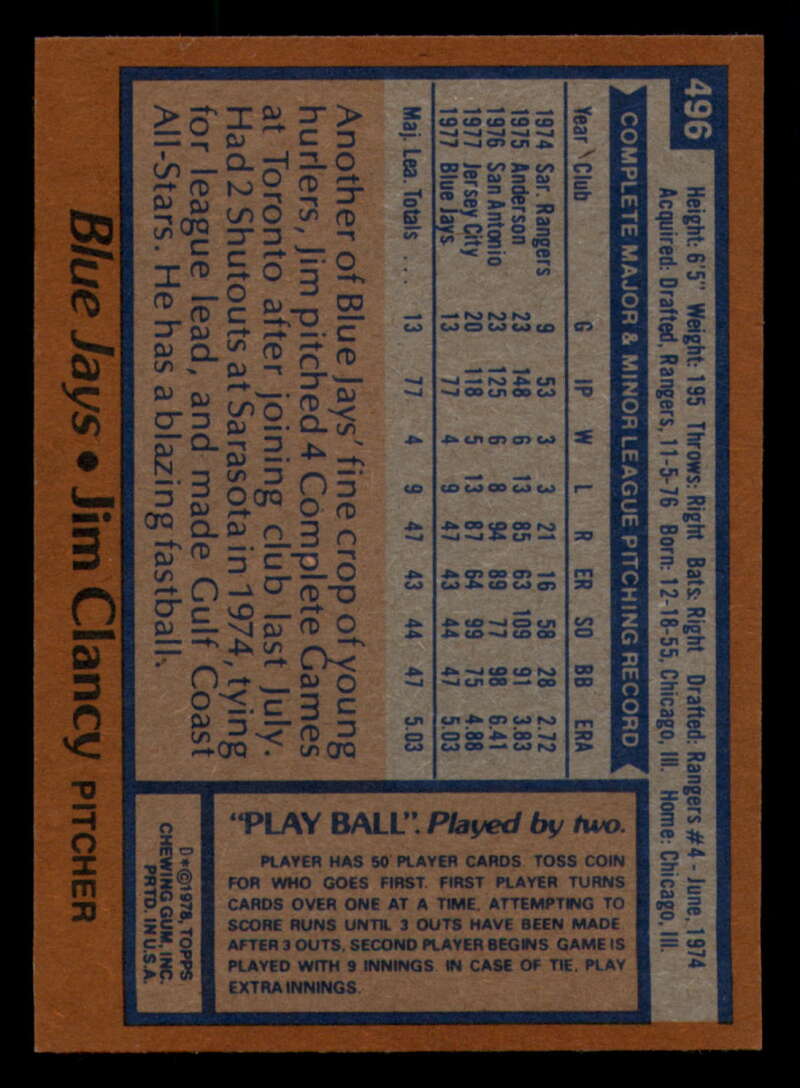 496
Height: 6'5" Weight: 195 Throws: Right Bats: Right Drafted: Rangers #4 - June, 1974
Acquired: Drafted, Rangers, 11-5-76 Born: 12-18-55, Chicago, Ill. Home: Chicago, Ill.
COMPLETE MAJOR & MINOR LEAGUE PITCHING RECORD
Year Club G IP W L R ER SO BB ERA
1974 Sar. Rangers 9 53 3 3 21 16 58 28 2.72
1975 Anderson 23 148 6 13 85 63 109 91 3.83
1976 San Antonio 23 125 6 8 94 89 77 98 6.41
1977 Jersey City 20 118 5 13 87 64 99 75 4.88
1977 Blue Jays 13 77 4 9 47 43 44 47 5.03
Maj. Lea. Totals ... 13 77 4 9 47 43 44 47 5.03
Another of Blue Jays' fine crop of young
hurlers, Jim pitched 4 Complete Games
at Toronto after joining club last July.
Had 2 Shutouts at Sarasota in 1974, tying
for league lead, and made Gulf Coast
All-Stars. He has a blazing fastball.
Blue Jays • Jim Clancy PITCHER
"PLAY BALL". Played by two.
PLAYER HAS 50 PLAYER CARDS. TOSS COIN
FOR WHO GOES FIRST. FIRST PLAYER TURNS
CARDS OVER ONE AT A TIME, ATTEMPTING TO
SCORE RUNS UNTIL 3 OUTS HAVE BEEN MADE.
AFTER 3 OUTS, SECOND PLAYER BEGINS. GAME IS
PLAYED WITH 9 INNINGS. IN CASE OF TIE, PLAY
EXTRA INNINGS.
D*©1978, TOPPS
CHEWING GUM, INC.
PRTD. IN U.S.A.